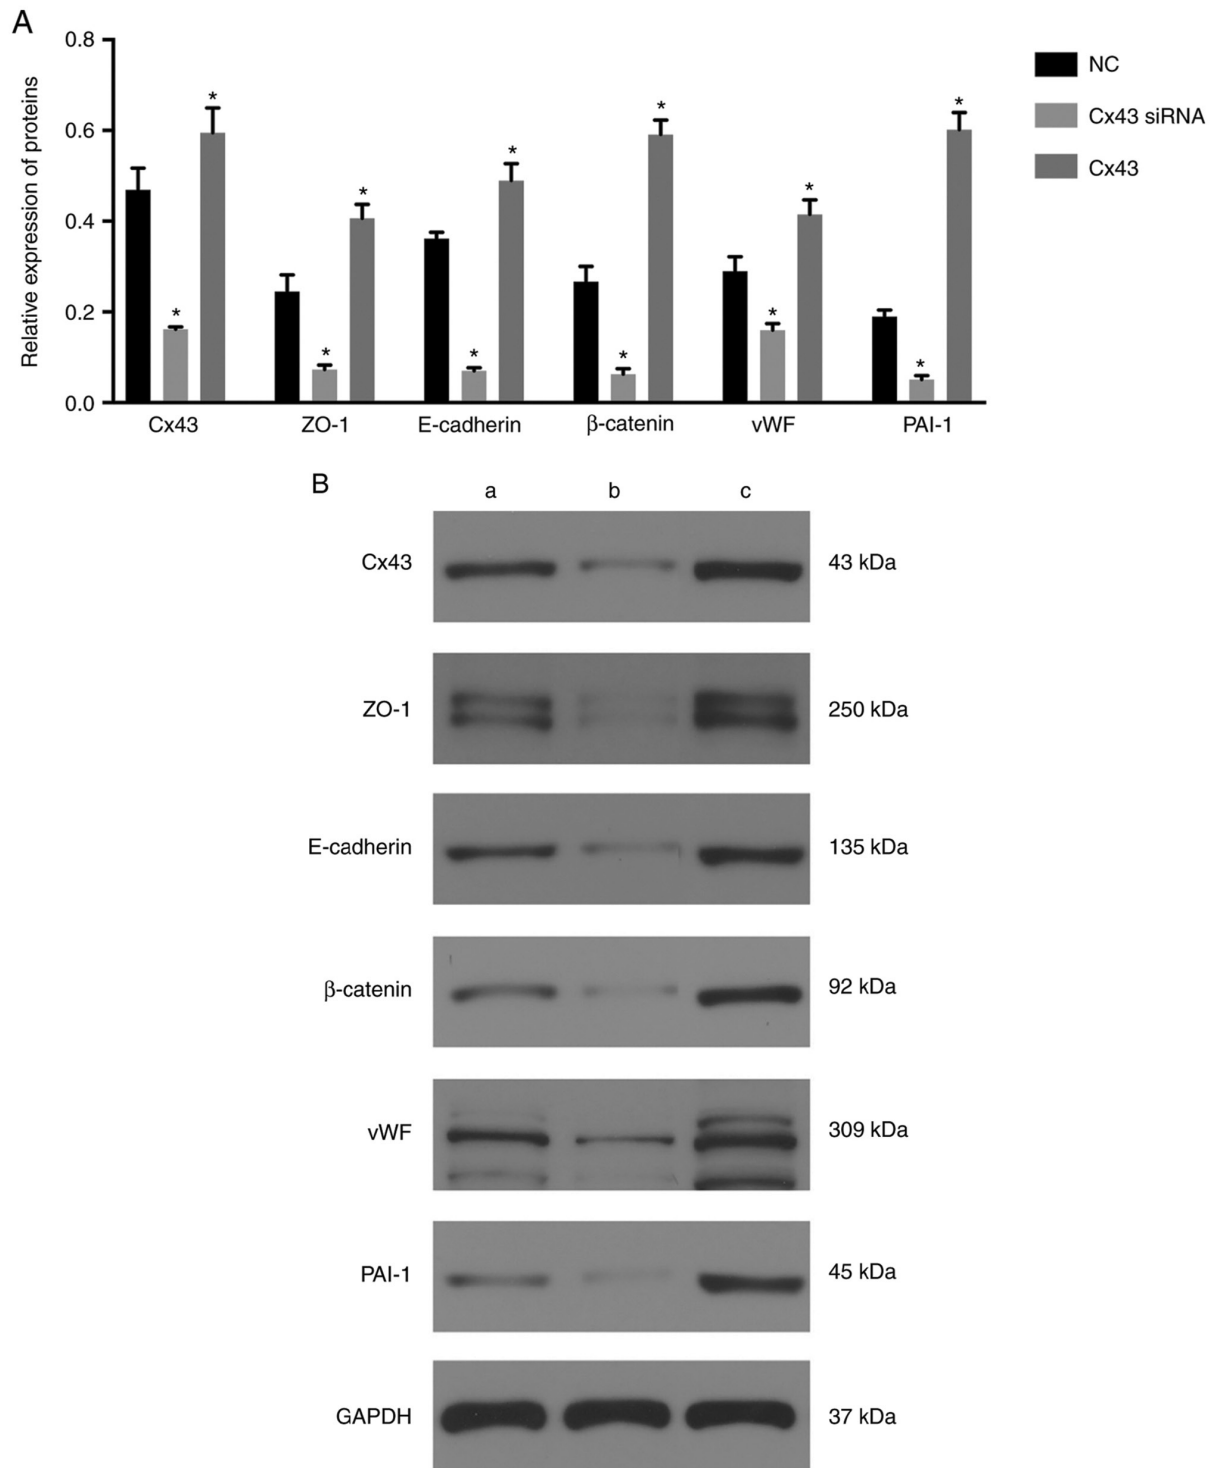 A
0.8
0.6
0.4
0.2
0.0
Relative expression of proteins
* * * * * * * * * * * *
Cx43 ZO-1 E-cadherin β-catenin vWF PAI-1
NC
Cx43 siRNA
Cx43
B
a b c
Cx43 43 kDa
ZO-1 250 kDa
E-cadherin 135 kDa
β-catenin 92 kDa
vWF 309 kDa
PAI-1 45 kDa
GAPDH 37 kDa